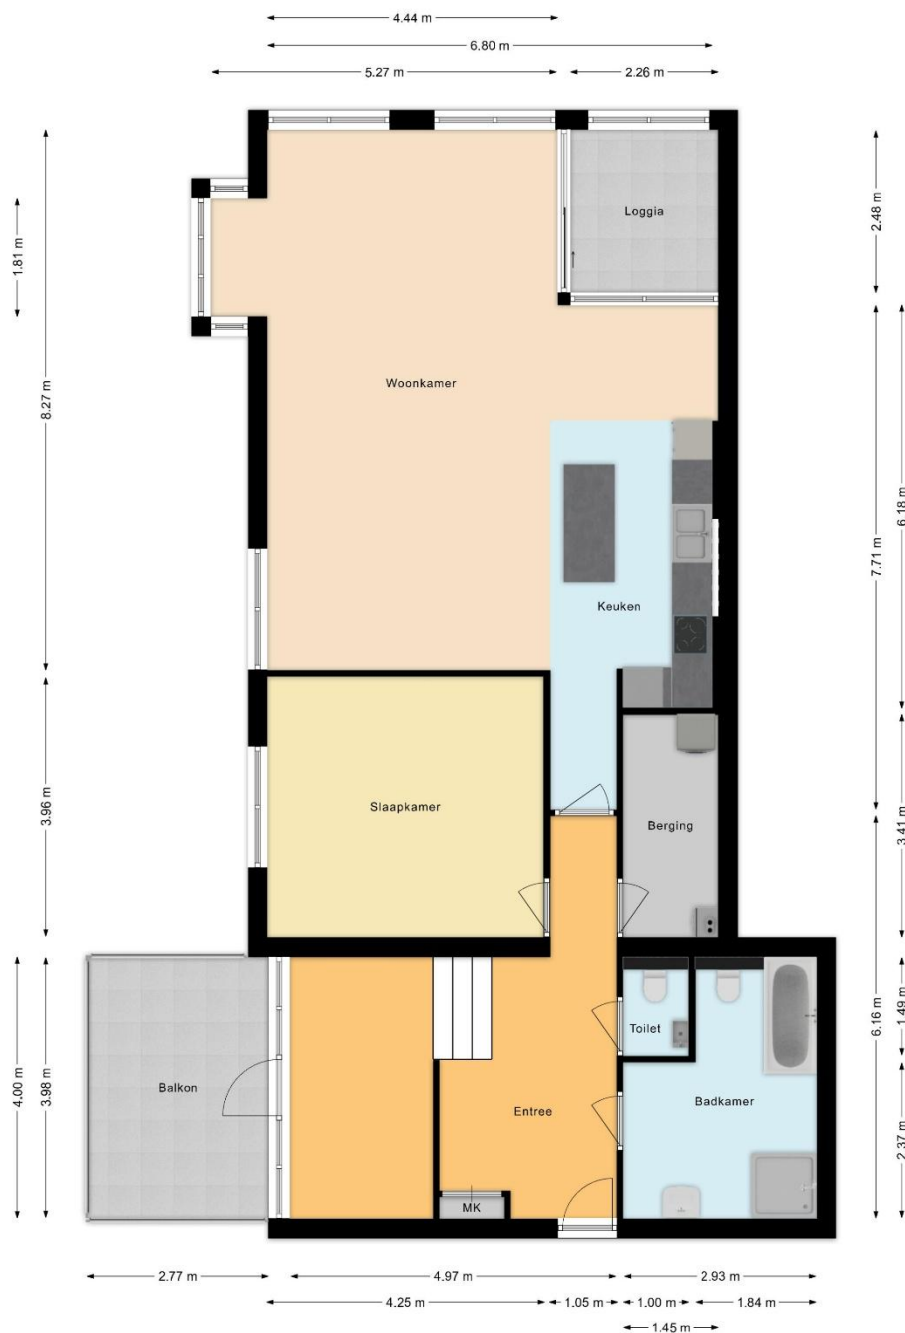 4.44 m
6.80 m
5.27 m
2.26 m
Loggia
2.48 m
1.81 m
Woonkamer
8.27 m
6.18 m
7.71 m
Keuken
Slaapkamer
Berging
3.96 m
3.41 m
6.16 m
1.49 m
Toilet
Balkon
4.00 m
3.98 m
Entree
Badkamer
2.37 m
MK
2.77 m
4.97 m
2.93 m
4.25 m
1.05 m
1.00 m
1.84 m
1.45 m